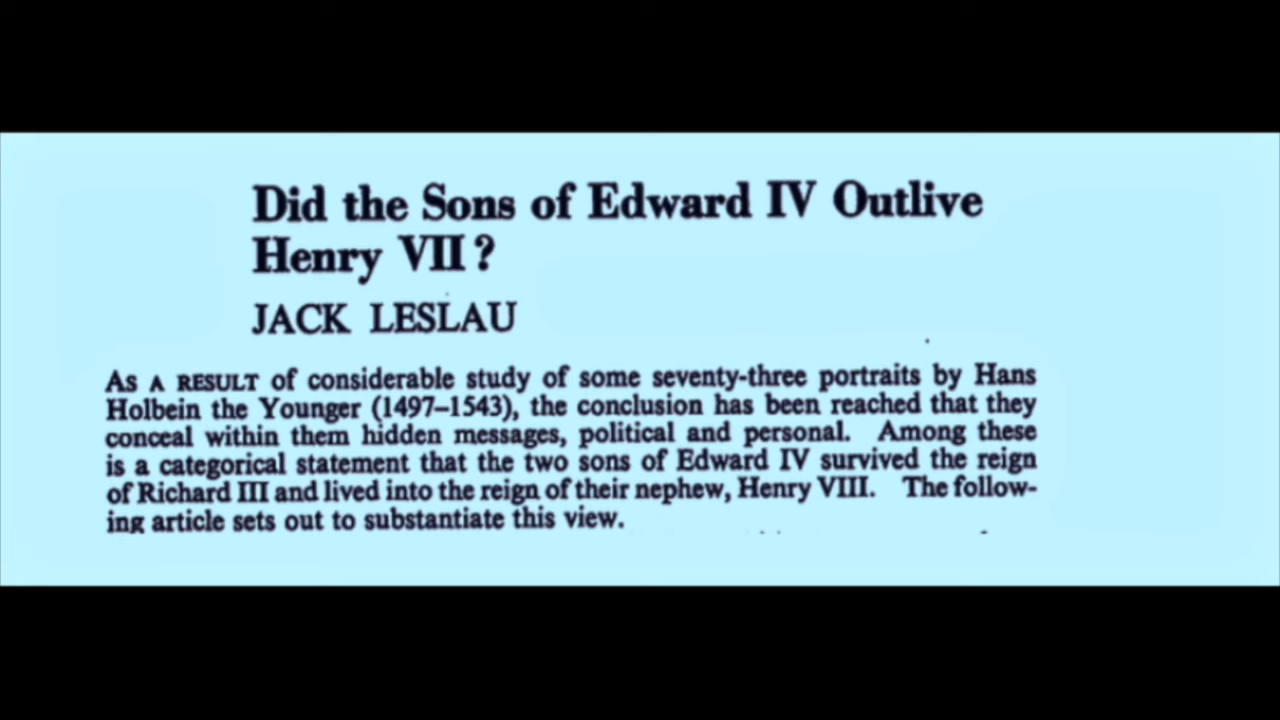 Did the Sons of Edward IV Outlive
Henry VII?
JACK LESLAU
As a result of considerable study of some seventy-three portraits by Hans
Holbein the Younger (1497–1543), the conclusion has been reached that they
conceal within them hidden messages, political and personal. Among these
is a categorical statement that the two sons of Edward IV survived the reign
of Richard III and lived into the reign of their nephew, Henry VIII. The follow-
ing article sets out to substantiate this view.